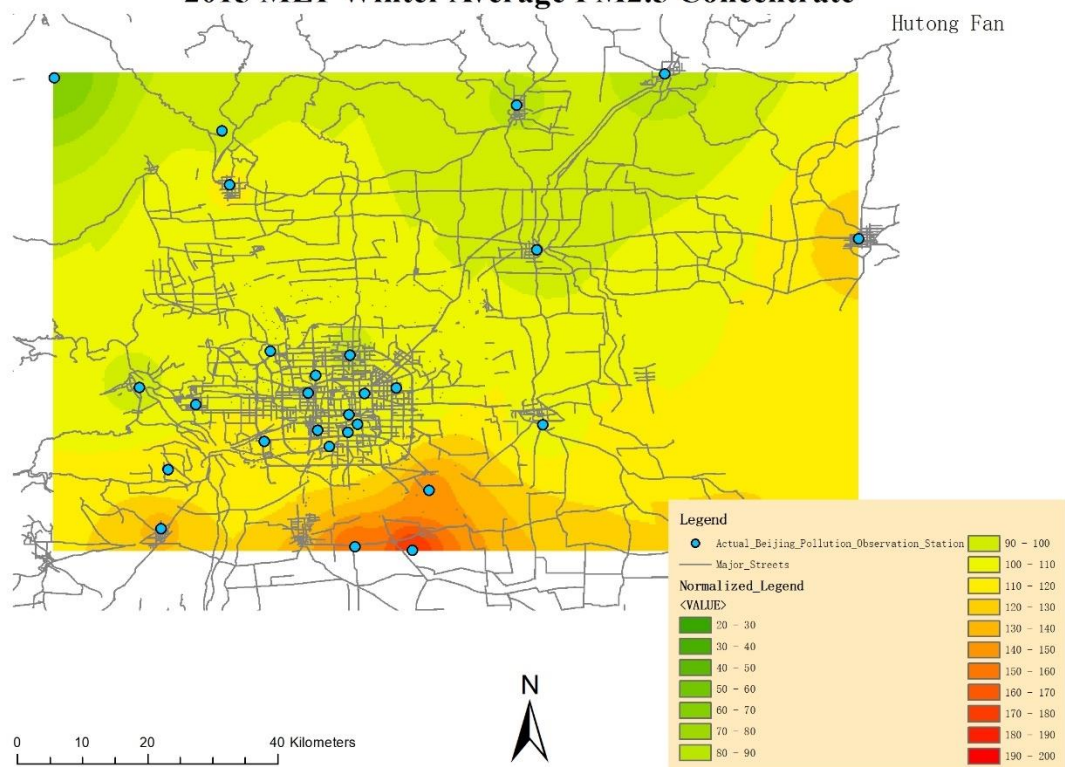 Hutong Fan
N
0 10 20 40 Kilometers
Legend
Actual_Beijing_Pollution_Observation_Station
Major_Streets
Normalized_Legend
<VALUE>
20 - 30
30 - 40
40 - 50
50 - 60
60 - 70
70 - 80
80 - 90
90 - 100
100 - 110
110 - 120
120 - 130
130 - 140
140 - 150
150 - 160
160 - 170
170 - 180
180 - 190
190 - 200